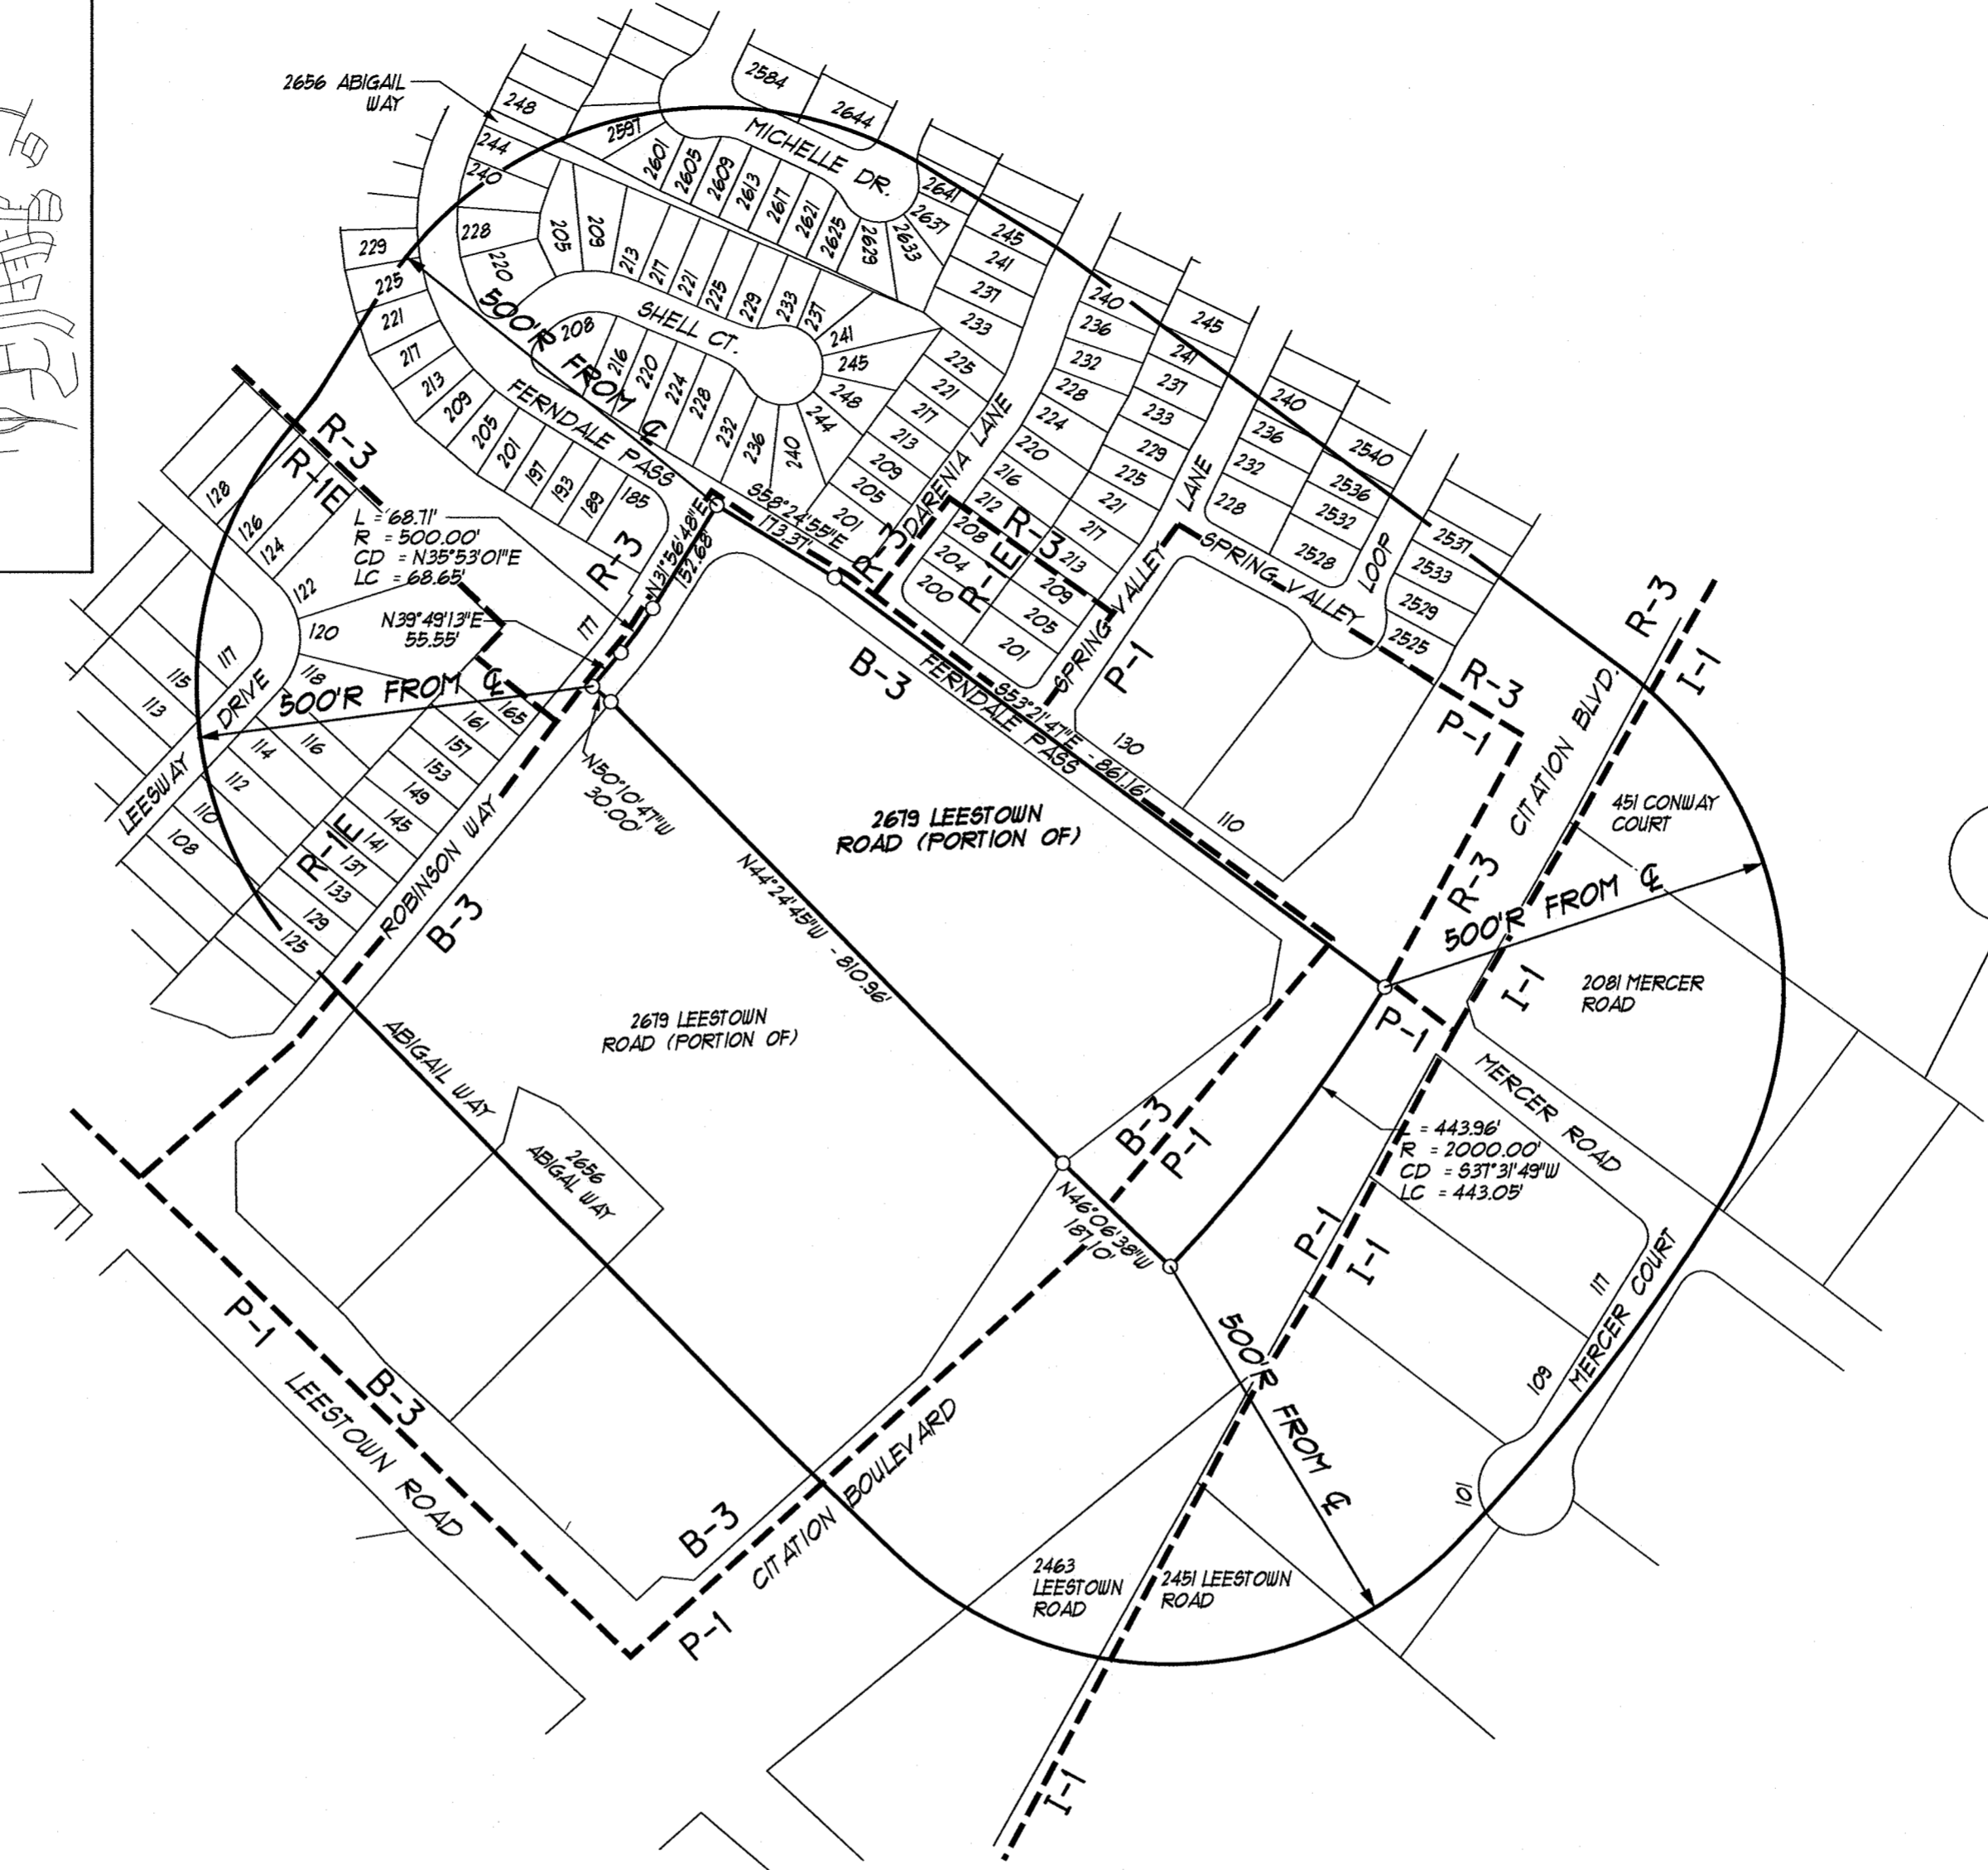 2656 ABIGAIL
WAY
248
244
240
2597
2584
2644
MICHELLE DR.
2601
2605
2609
2613
2617
2621
2625
2629
2633
2637
2641
229
225
221
217
213
209
205
201
197
193
189
185
177
228
220
205
209
213
217
221
225
229
233
237
241
245
248
244
240
236
232
228
224
220
216
208
SHELL CT.
500'R FROM ℄
FERNDALE PASS
245
241
237
233
225
221
217
213
209
205
201
DARENIA LANE
240
236
232
228
224
220
216
212
208
204
200
245
241
237
233
229
225
221
217
213
209
205
201
SPRING VALLEY LANE
240
236
232
228
2540
2536
2532
2528
SPRING VALLEY LOOP
2537
2533
2529
2525
R-3
R-1E
128
126
124
122
120
118
116
114
112
110
108
117
115
113
LEESWAY DRIVE
L = 68.71'
R = 500.00'
CD = N35°53'01"E
LC = 68.65'
N39°49'13"E
55.55'
R-3
N31°56'48"E
152.68'
S58°24'55"E
173.37'
R-3
R-3
R-1E
500'R FROM ℄
165
161
157
153
149
145
141
137
133
129
125
R-1E
ROBINSON WAY
B-3
N50°10'47"W
30.00'
B-3
FERNDALE PASS
S53°21'47"E - 861.16'
P-1
130
110
R-3
P-1
CITATION BLVD.
R-3
I-1
451 CONWAY
COURT
R-3
500'R FROM ℄
I-1
2081 MERCER
ROAD
P-1
2679 LEESTOWN
ROAD (PORTION OF)
N44°24'45"W - 810.96'
2679 LEESTOWN
ROAD (PORTION OF)
ABIGAIL WAY
2656
ABIGAL WAY
MERCER ROAD
L = 443.96'
R = 2000.00'
CD = S37°31'49"W
LC = 443.05'
B-3
P-1
N46°06'38"W
187.10'
P-1
I-1
117
MERCER COURT
109
101
500'R FROM ℄
P-1
B-3
LEESTOWN ROAD
B-3
CITATION BOULEVARD
P-1
2463
LEESTOWN
ROAD
2451 LEESTOWN
ROAD
I-1